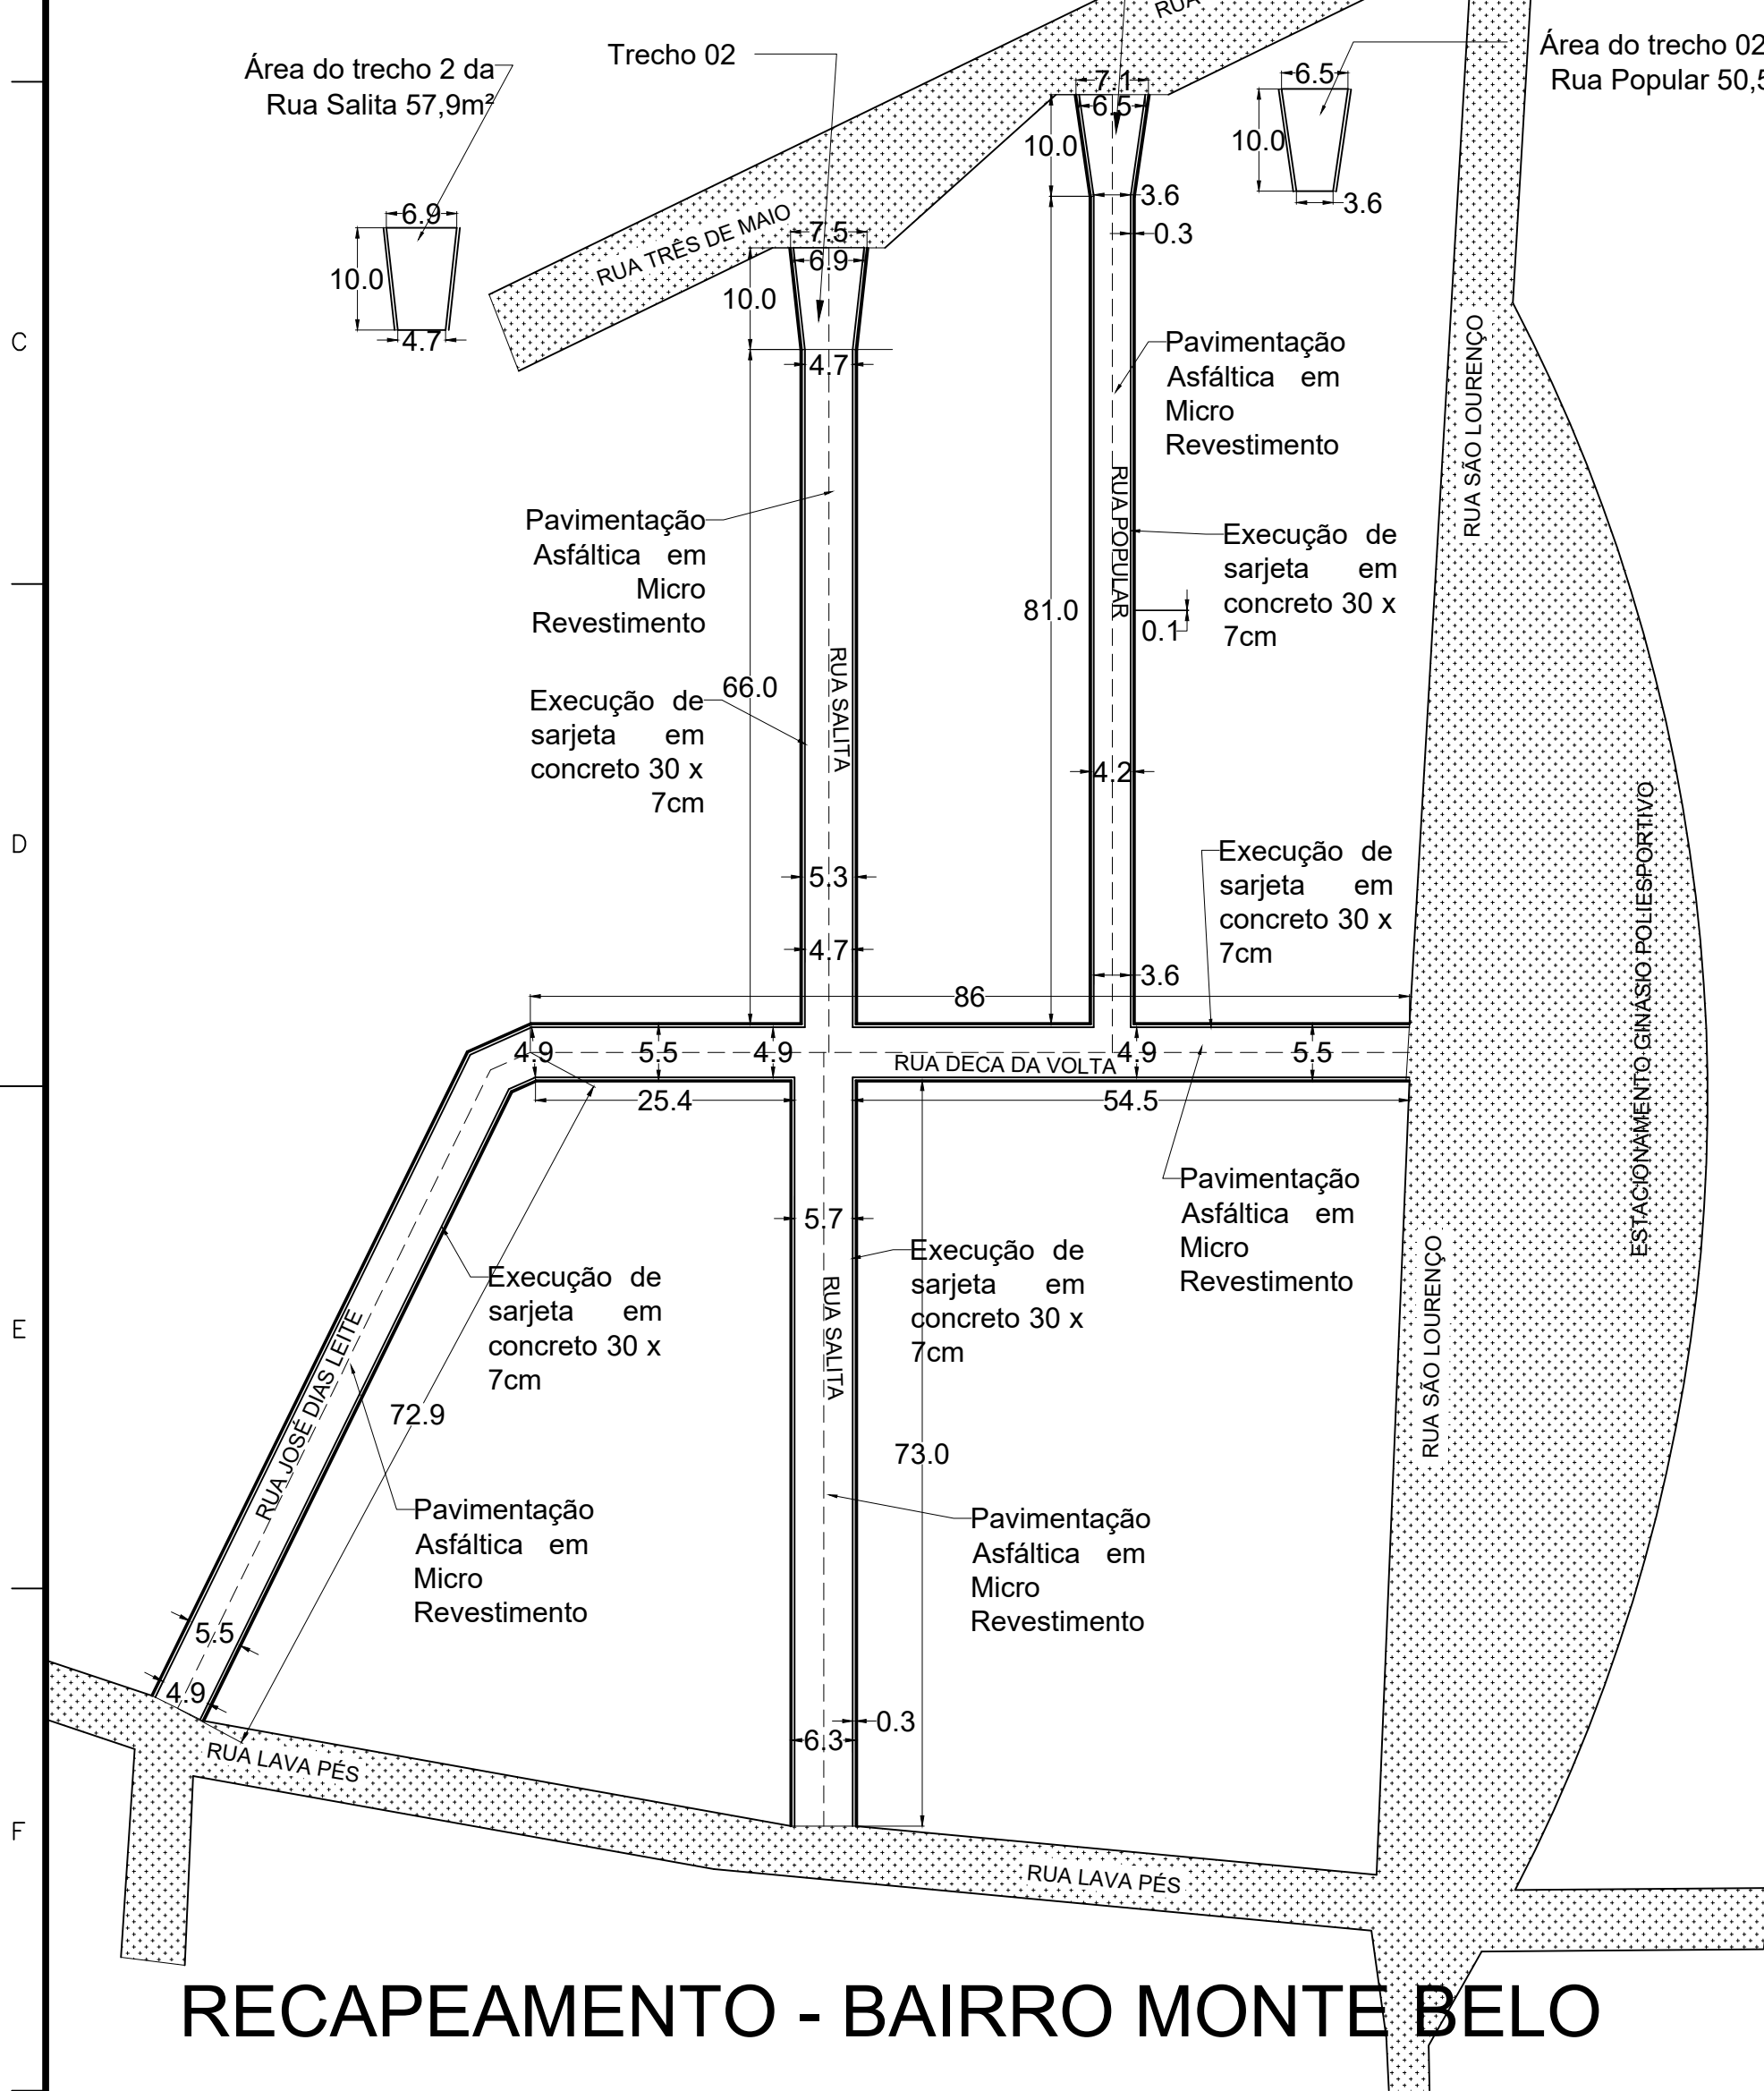 RUA
Área do trecho 2 da
Rua Salita 57,9m²
Trecho 02
Área do trecho 02
Rua Popular 50,5
7.1
6.5
10.0
3.6
0.3
6.5
10.0
3.6
6.9
10.0
4.7
RUA TRÊS DE MAIO
7.5
6.9
10.0
4.7
Pavimentação
Asfáltica em
Micro
Revestimento
RUA SÃO LOURENÇO
Pavimentação
Asfáltica em
Micro
Revestimento
RUA POPULAR
Execução de
sarjeta em
concreto 30 x
7cm
81.0
0.1
Execução de
sarjeta em
concreto 30 x
7cm
66.0
RUA SALITA
4.2
5.3
4.7
Execução de
sarjeta em
concreto 30 x
7cm
ESTACIONAMENTO GINÁSIO POLIESPORTIVO
3.6
86
4.9
5.5
4.9
RUA DECA DA VOLTA
4.9
5.5
25.4
54.5
Pavimentação
Asfáltica em
Micro
Revestimento
5.7
Execução de
sarjeta em
concreto 30 x
7cm
Execução de
sarjeta em
concreto 30 x
7cm
RUA SALITA
RUA SÃO LOURENÇO
RUA JOSÉ DIAS LEITE
72.9
73.0
Pavimentação
Asfáltica em
Micro
Revestimento
Pavimentação
Asfáltica em
Micro
Revestimento
5.5
4.9
0.3
6.3
RUA LAVA PÉS
RUA LAVA PÉS
C
D
E
F
RECAPEAMENTO - BAIRRO MONTE BELO